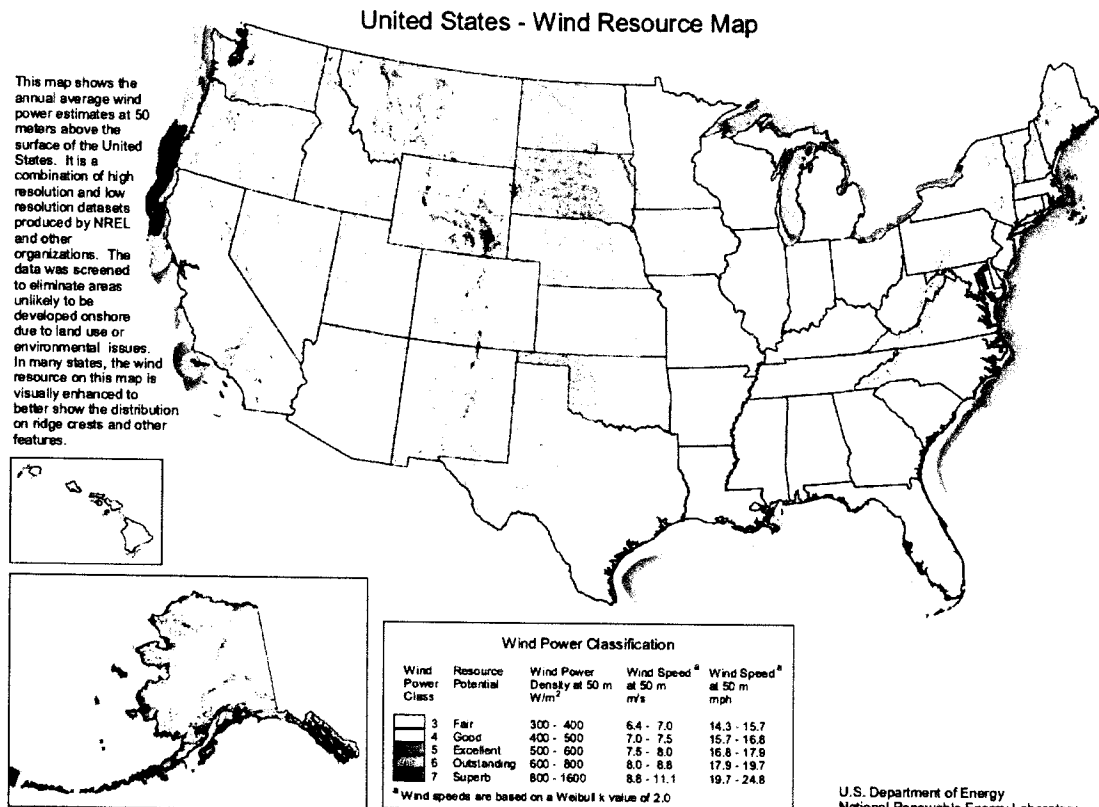 United States - Wind Resource Map
This map shows the
annual average wind
power estimates at 50
meters above the
surface of the United
States. It is a
combination of high
resolution and low
resolution datasets
produced by NREL
and other
organizations. The
data was screened
to eliminate areas
unlikely to be
developed onshore
due to land use or
environmental issues.
In many states, the wind
resource on this map is
visually enhanced to
better show the distribution
on ridge crests and other
features.
Wind Power Classification
Wind Resource Wind Power Wind Speed a Wind Speed a
Power Potential Density at 50 m at 50 m at 50 m
Class W/m2 m/s mph
3 Fair 300 - 400 6.4 - 7.0 14.3 - 15.7
4 Good 400 - 500 7.0 - 7.5 15.7 - 16.8
5 Excellent 500 - 600 7.5 - 8.0 16.8 - 17.9
6 Outstanding 600 - 800 8.0 - 8.8 17.9 - 19.7
7 Superb 800 - 1600 8.8 - 11.1 19.7 - 24.8
a Wind speeds are based on a Weibull k value of 2.0
U.S. Department of Energy
National Renewable Energy Laboratory